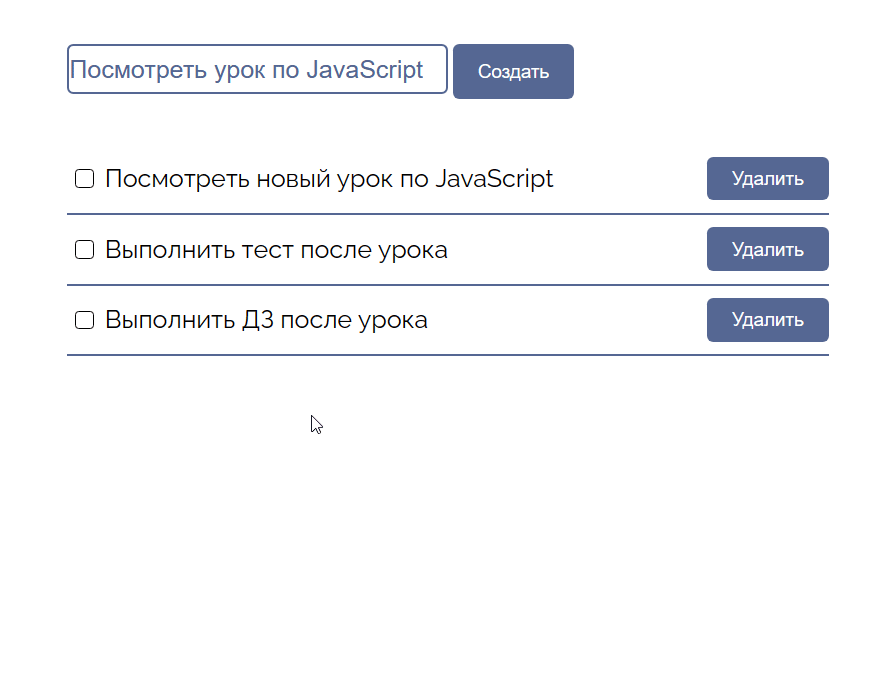 Посмотреть урок по JavaScript Создать
Посмотреть новый урок по JavaScript Удалить
Выполнить тест после урока Удалить
Выполнить ДЗ после урока Удалить